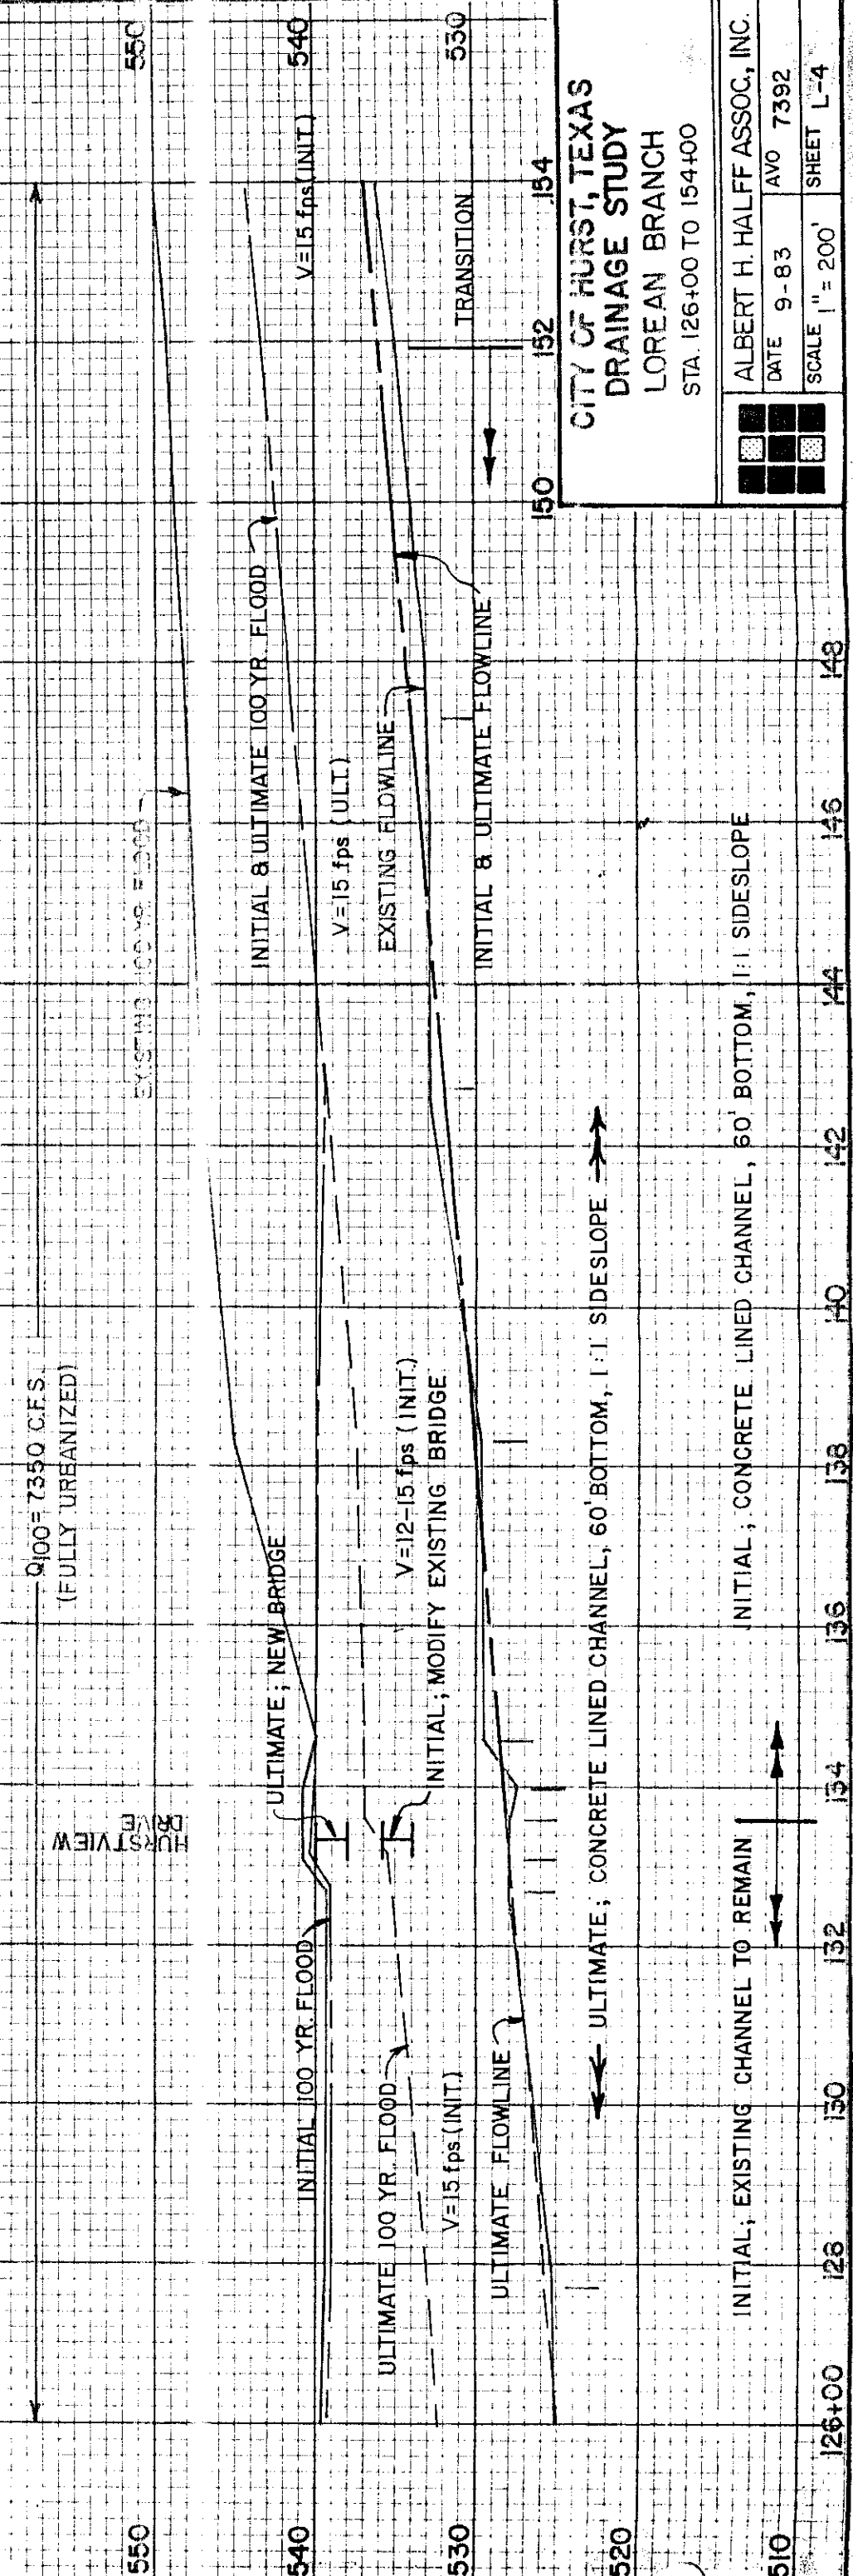 Q100 = 7350 C.F.S.
(FULLY URBANIZED)
HURSTVIEW
DRIVE
550
540
530
520
510
550
540
530
EXISTING 100 YR. FLOOD
INITIAL & ULTIMATE 100 YR. FLOOD
V=15 fps (INIT.)
V=15 fps (ULT.)
EXISTING FLOWLINE
INITIAL & ULTIMATE FLOWLINE
TRANSITION
ULTIMATE; NEW BRIDGE
V=12-15 fps (INIT.)
INITIAL; MODIFY EXISTING BRIDGE
INITIAL 100 YR. FLOOD
ULTIMATE 100 YR. FLOOD
V=15 fps (INIT)
ULTIMATE FLOWLINE
ULTIMATE; CONCRETE LINED CHANNEL, 60' BOTTOM, 1:1 SIDESLOPE
INITIAL; EXISTING CHANNEL TO REMAIN
INITIAL; CONCRETE LINED CHANNEL, 60' BOTTOM, 1:1 SIDESLOPE
126+00
128
130
132
134
136
138
140
142
144
146
148
150
152
154
CITY OF HURST, TEXAS
DRAINAGE STUDY
LOREAN BRANCH
STA. 126+00 TO 154+00
ALBERT H. HALFF ASSOC., INC.
DATE 9-83
AVO 7392
SCALE 1" = 200'
SHEET L-4